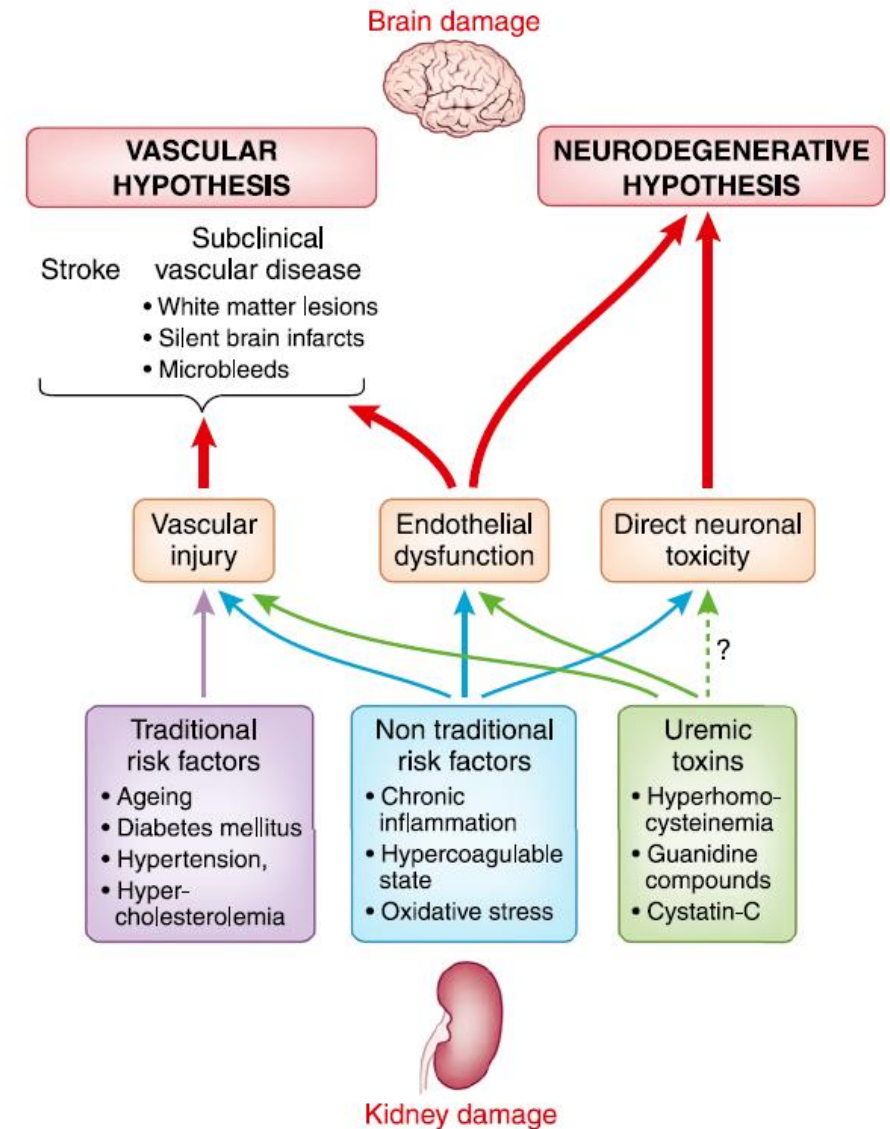 Brain damage
VASCULAR
HYPOTHESIS
NEURODEGENERATIVE
HYPOTHESIS
Stroke
Subclinical
vascular disease
• White matter lesions
• Silent brain infarcts
• Microbleeds
Vascular
injury
Endothelial
dysfunction
Direct neuronal
toxicity
?
Traditional
risk factors
• Ageing
• Diabetes mellitus
• Hypertension,
• Hyper-
cholesterolemia
Non traditional
risk factors
• Chronic
inflammation
• Hypercoagulable
state
• Oxidative stress
Uremic
toxins
• Hyperhomo-
cysteinemia
• Guanidine
compounds
• Cystatin-C
Kidney damage